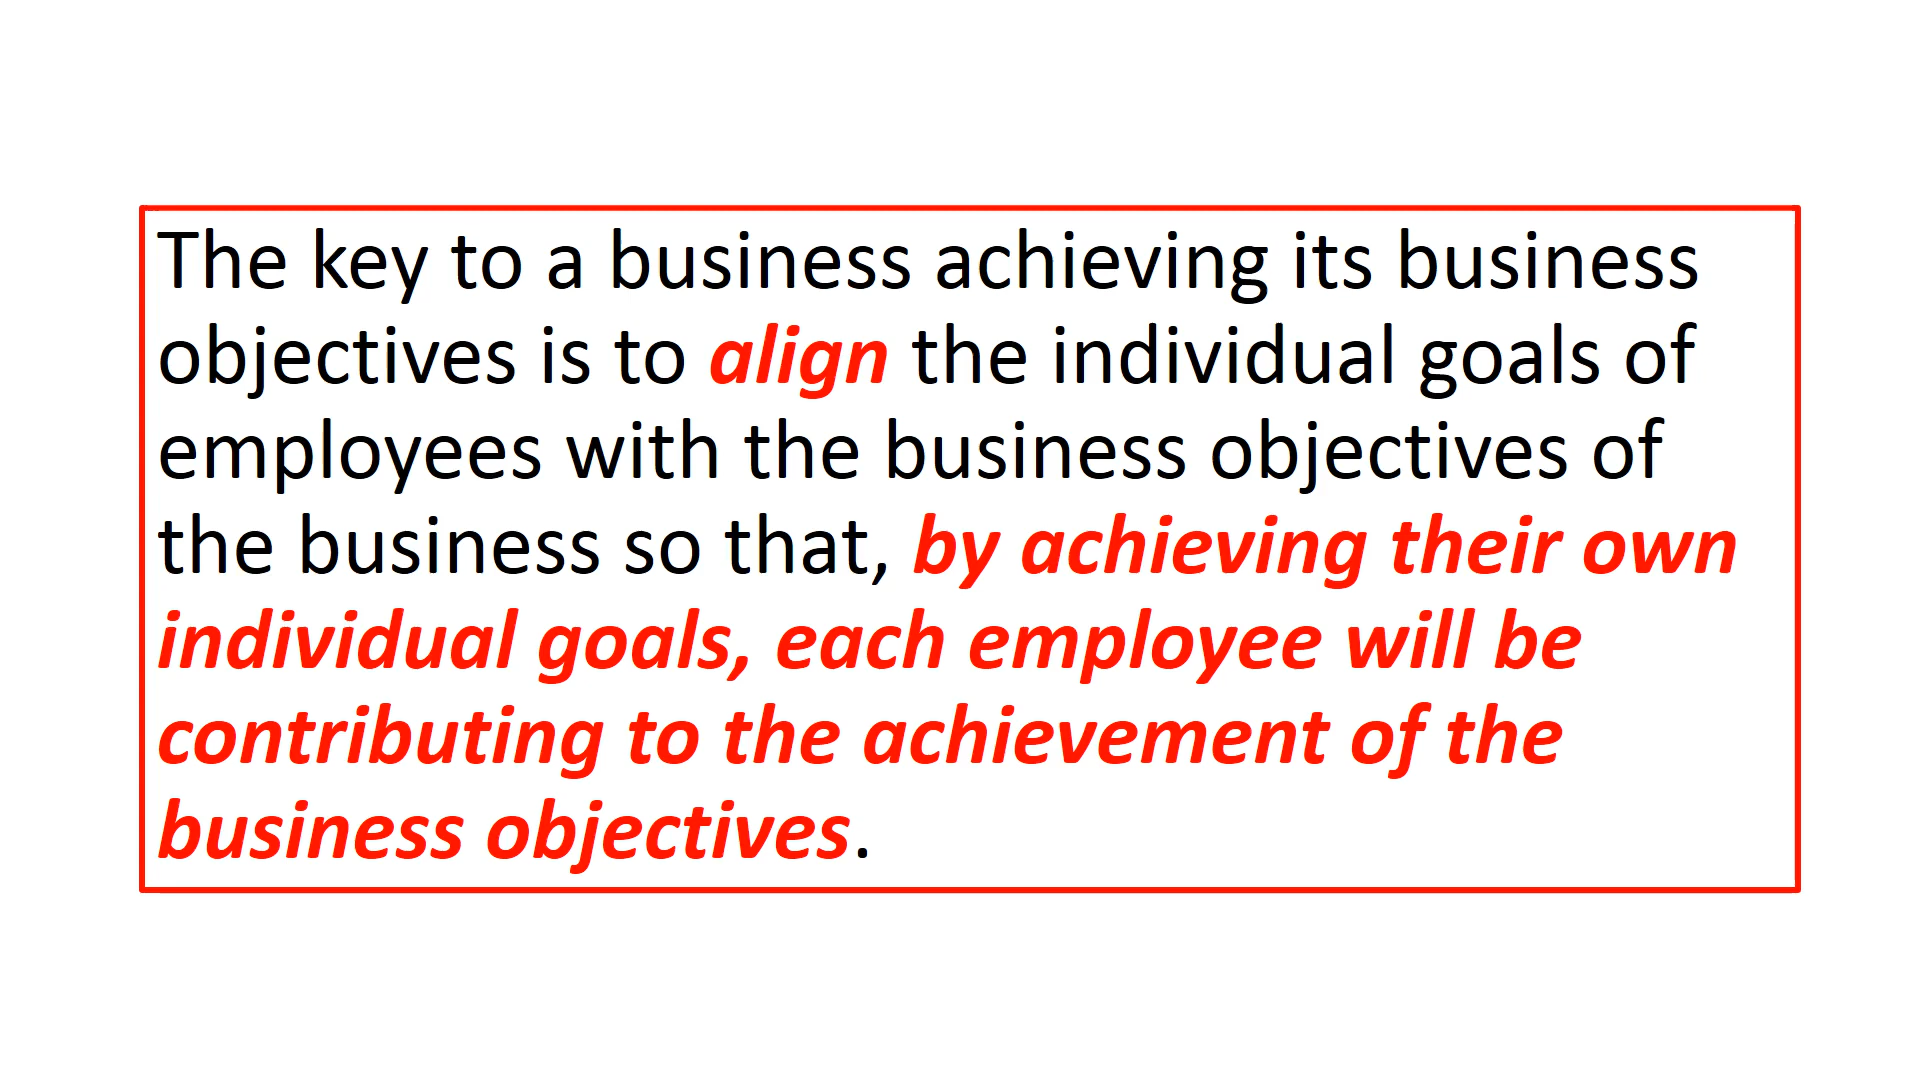 The key to a business achieving its business
objectives is to align the individual goals of
employees with the business objectives of
the business so that, by achieving their own
individual goals, each employee will be
contributing to the achievement of the
business objectives.